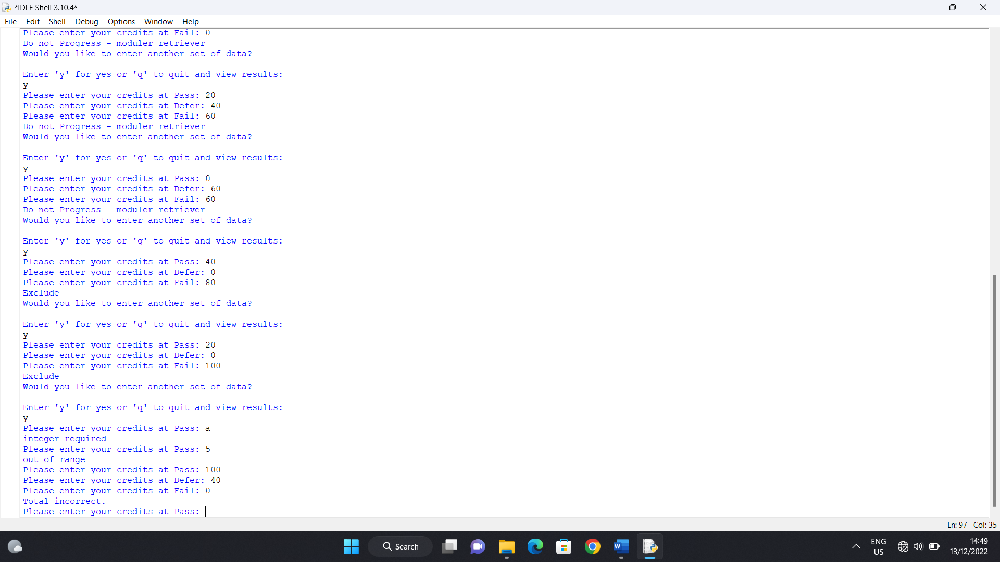 *IDLE Shell 3.10.4*
File Edit Shell Debug Options Window Help
Please enter your credits at Fail: 0
Do not Progress - moduler retriever
Would you like to enter another set of data?
Enter 'y' for yes or 'q' to quit and view results:
y
Please enter your credits at Pass: 20
Please enter your credits at Defer: 40
Please enter your credits at Fail: 60
Do not Progress - moduler retriever
Would you like to enter another set of data?
Enter 'y' for yes or 'q' to quit and view results:
y
Please enter your credits at Pass: 0
Please enter your credits at Defer: 60
Please enter your credits at Fail: 60
Do not Progress - moduler retriever
Would you like to enter another set of data?
Enter 'y' for yes or 'q' to quit and view results:
y
Please enter your credits at Pass: 40
Please enter your credits at Defer: 0
Please enter your credits at Fail: 80
Exclude
Would you like to enter another set of data?
Enter 'y' for yes or 'q' to quit and view results:
y
Please enter your credits at Pass: 20
Please enter your credits at Defer: 0
Please enter your credits at Fail: 100
Exclude
Would you like to enter another set of data?
Enter 'y' for yes or 'q' to quit and view results:
y
Please enter your credits at Pass: a
integer required
Please enter your credits at Pass: 5
out of range
Please enter your credits at Pass: 100
Please enter your credits at Defer: 40
Please enter your credits at Fail: 0
Total incorrect.
Please enter your credits at Pass:
Ln: 97 Col: 35
Search
W
ENG
US
14:49
13/12/2022